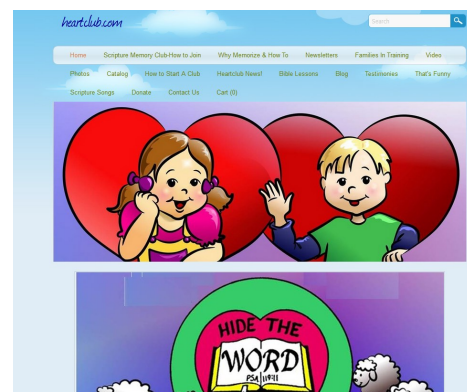 heartclub.com
Search
Home Scripture Memory Club-How to Join Why Memorize & How To Newsletters Families In Training Video
Photos Catalog How to Start A Club Heartclub News! Bible Lessons Blog Testimonies That's Funny
Scripture Songs Donate Contact Us Cart (0)
HIDE THE
WORD
PSA 119:11